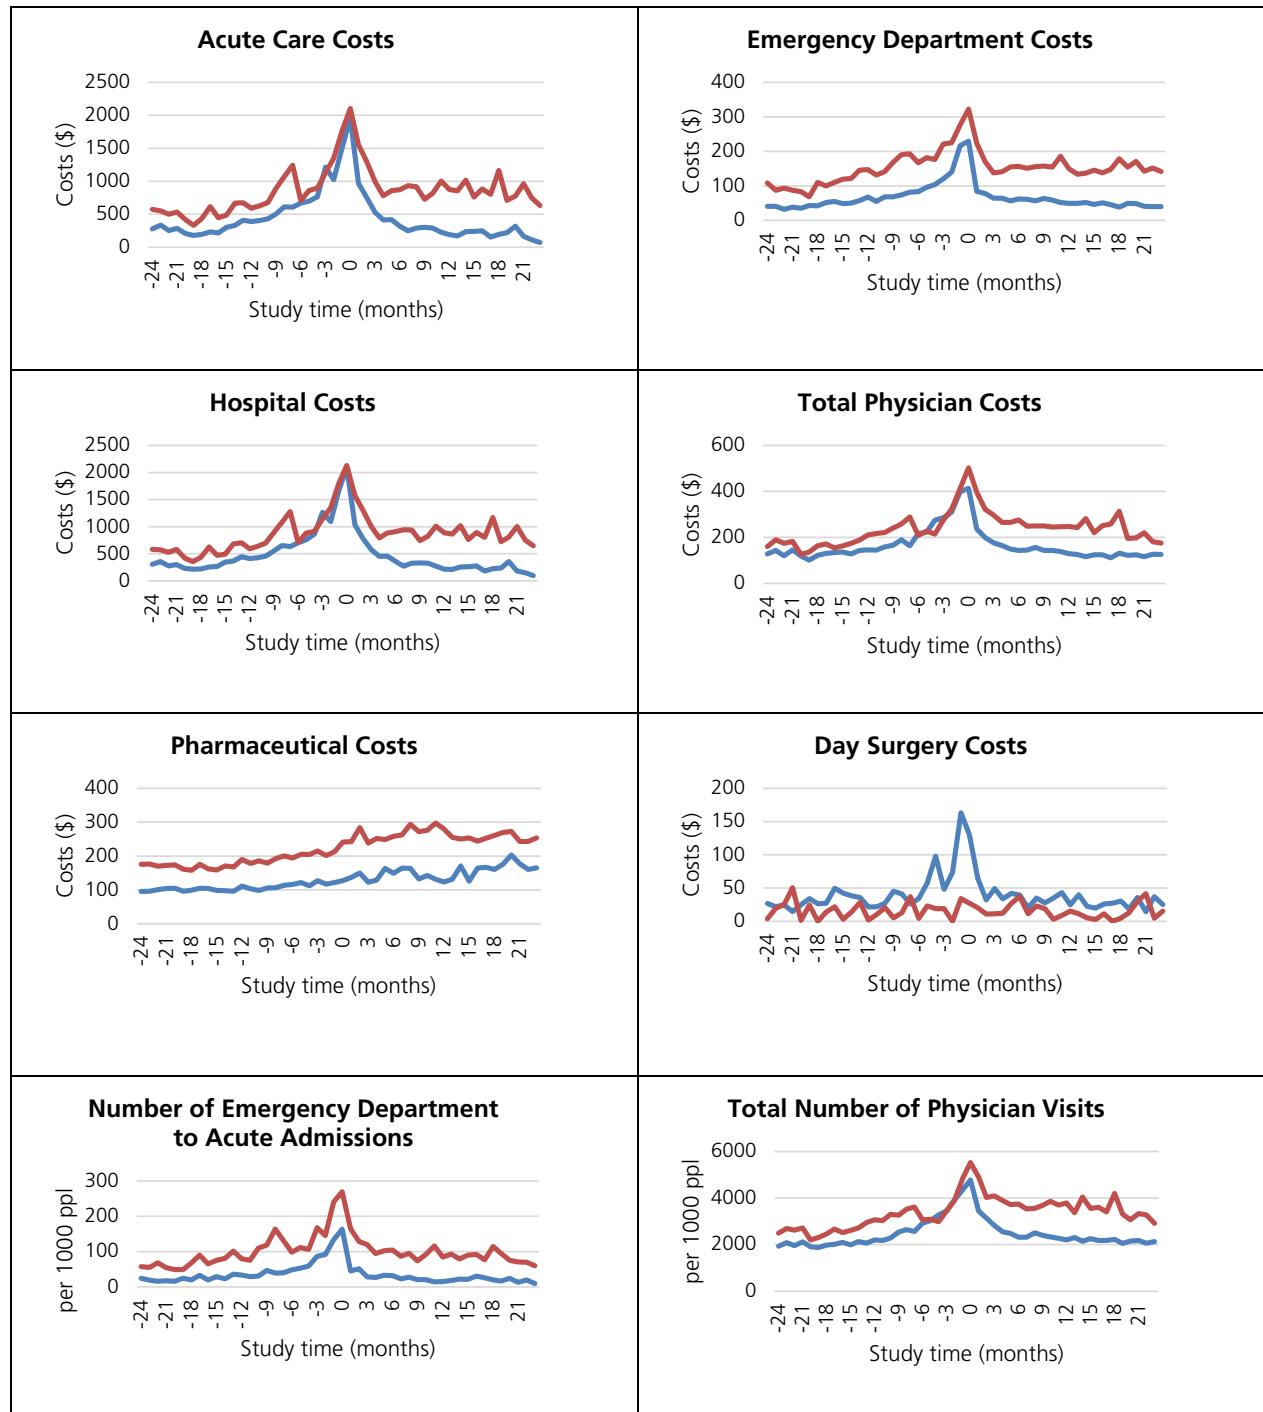 Acute Care Costs
2500
2000
1500
1000
500
0
Costs ($)
-24 -21 -18 -15 -12 -9 -6 -3 0 3 6 9 12 15 18 21
Study time (months)
Emergency Department Costs
400
300
200
100
0
Costs ($)
-24 -21 -18 -15 -12 -9 -6 -3 0 3 6 9 12 15 18 21
Study time (months)
Hospital Costs
2500
2000
1500
1000
500
0
Costs ($)
-24 -21 -18 -15 -12 -9 -6 -3 0 3 6 9 12 15 18 21
Study time (months)
Total Physician Costs
600
400
200
0
Costs ($)
-24 -21 -18 -15 -12 -9 -6 -3 0 3 6 9 12 15 18 21
Study time (months)
Pharmaceutical Costs
400
300
200
100
0
Costs ($)
-24 -21 -18 -15 -12 -9 -6 -3 0 3 6 9 12 15 18 21
Study time (months)
Day Surgery Costs
200
150
100
50
0
Costs ($)
-24 -21 -18 -15 -12 -9 -6 -3 0 3 6 9 12 15 18 21
Study time (months)
Number of Emergency Department
to Acute Admissions
300
200
100
0
per 1000 ppl
-24 -21 -18 -15 -12 -9 -6 -3 0 3 6 9 12 15 18 21
Study time (months)
Total Number of Physician Visits
6000
4000
2000
0
per 1000 ppl
-24 -21 -18 -15 -12 -9 -6 -3 0 3 6 9 12 15 18 21
Study time (months)